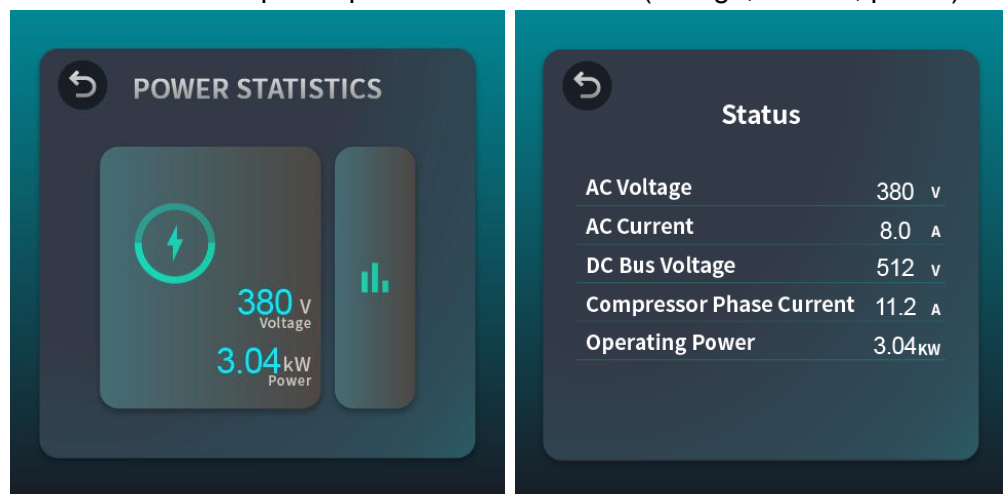 POWER STATISTICS
380 V
Voltage
3.04kW
Power
Status
AC Voltage 380 V
AC Current 8.0 A
DC Bus Voltage 512 V
Compressor Phase Current 11.2 A
Operating Power 3.04KW